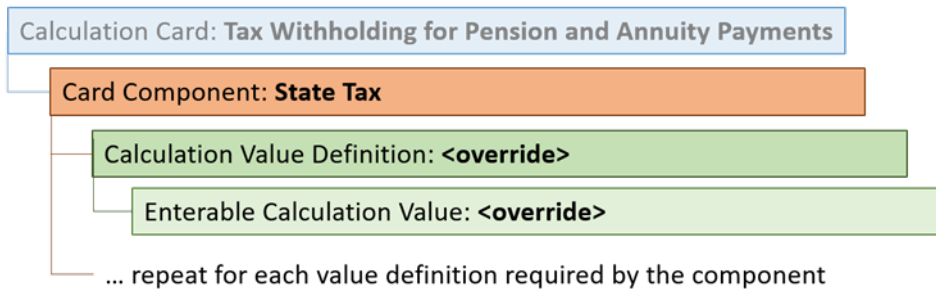 Calculation Card: Tax Withholding for Pension and Annuity Payments
Card Component: State Tax
Calculation Value Definition: <override>
Enterable Calculation Value: <override>
... repeat for each value definition required by the component